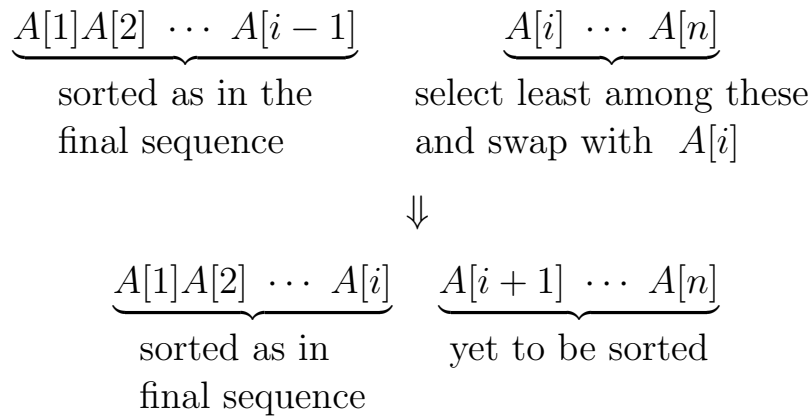 A[1]A[2] ⋯ A[i − 1] A[i] ⋯ A[n]
sorted as in the select least among these
final sequence and swap with A[i]
⇓
A[1]A[2] ⋯ A[i] A[i + 1] ⋯ A[n]
sorted as in yet to be sorted
final sequence